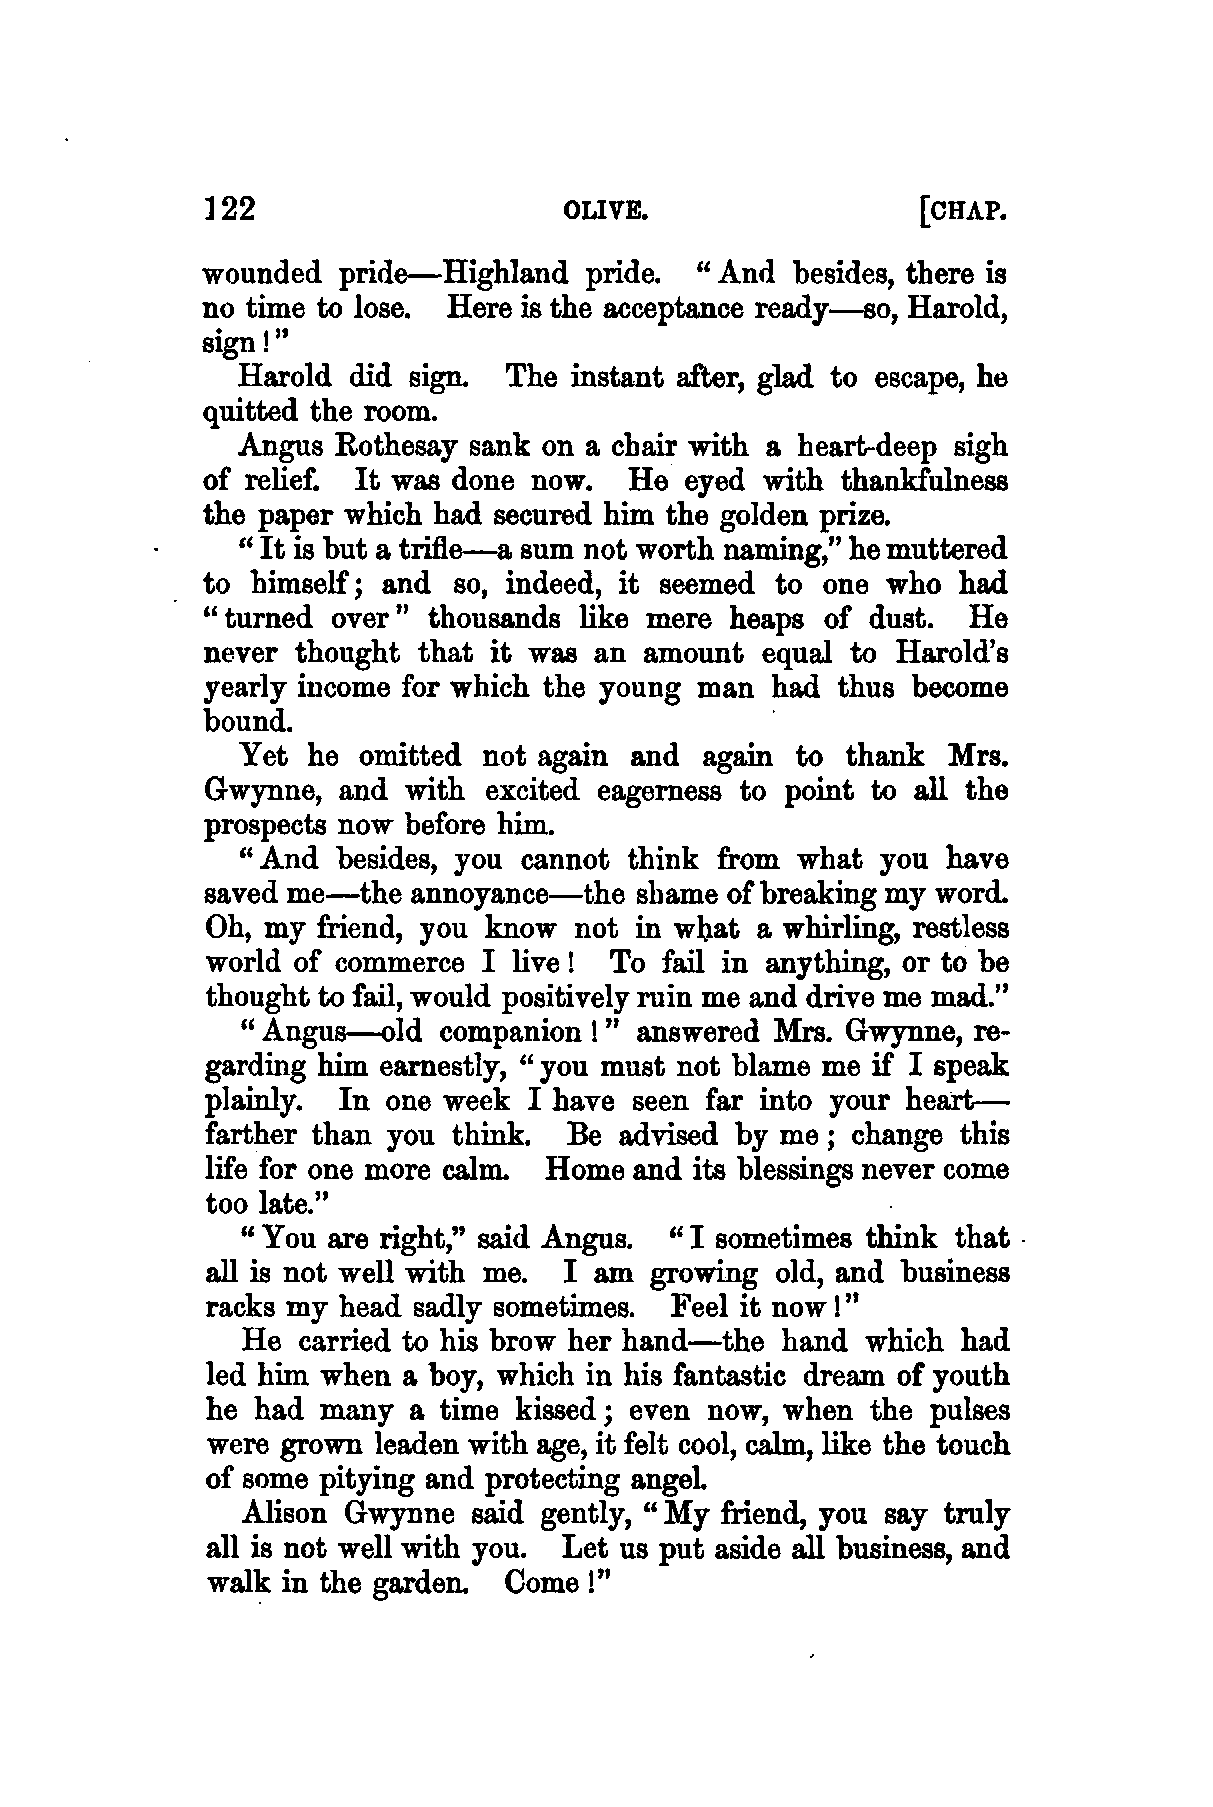 122 OLIVE. [CHAP.
wounded pride—Highland pride. "And besides, there is
no time to lose. Here is the acceptance ready—so, Harold,
sign!"
Harold did sign. The instant after, glad to escape, he
quitted the room.
Angus Rothesay sank on a chair with a heart-deep sigh
of relief. It was done now. He eyed with thankfulness
the paper which had secured him the golden prize.
"It is but a trifle—a sum not worth naming," he muttered
to himself; and so, indeed, it seemed to one who had
"turned over" thousands like mere heaps of dust. He
never thought that it was an amount equal to Harold's
yearly income for which the young man had thus become
bound.
Yet he omitted not again and again to thank Mrs.
Gwynne, and with excited eagerness to point to all the
prospects now before him.
"And besides, you cannot think from what you have
saved me—the annoyance—the shame of breaking my word.
Oh, my friend, you know not in what a whirling, restless
world of commerce I live! To fail in anything, or to be
thought to fail, would positively ruin me and drive me mad."
"Angus—old companion!" answered Mrs. Gwynne, re-
garding him earnestly, "you must not blame me if I speak
plainly. In one week I have seen far into your heart—
farther than you think. Be advised by me; change this
life for one more calm. Home and its blessings never come
too late."
"You are right," said Angus. "I sometimes think that
all is not well with me. I am growing old, and business
racks my head sadly sometimes. Feel it now!"
He carried to his brow her hand—the hand which had
led him when a boy, which in his fantastic dream of youth
he had many a time kissed; even now, when the pulses
were grown leaden with age, it felt cool, calm, like the touch
of some pitying and protecting angel.
Alison Gwynne said gently, "My friend, you say truly
all is not well with you. Let us put aside all business, and
walk in the garden. Come!"